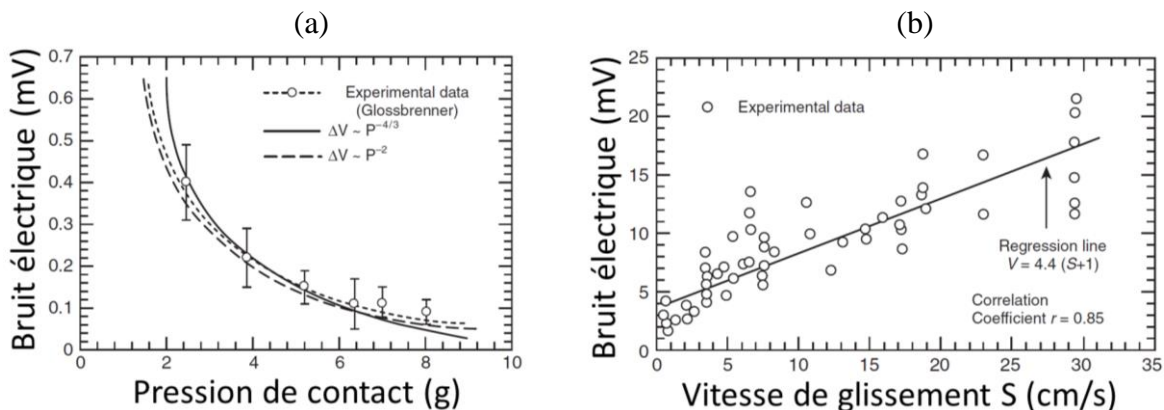 (a)
Bruit électrique (mV)
0.7
0.6
0.5
0.4
0.3
0.2
0.1
0
Experimental data
(Glossbrenner)
ΔV ~ P^-4/3
ΔV ~ P^-2
0 2 4 6 8 10
Pression de contact (g)
(b)
Bruit électrique (mV)
25
20
15
10
5
0
Experimental data
Regression line
V = 4.4 (S+1)
Correlation
Coefficient r = 0.85
0 5 10 15 20 25 30 35
Vitesse de glissement S (cm/s)